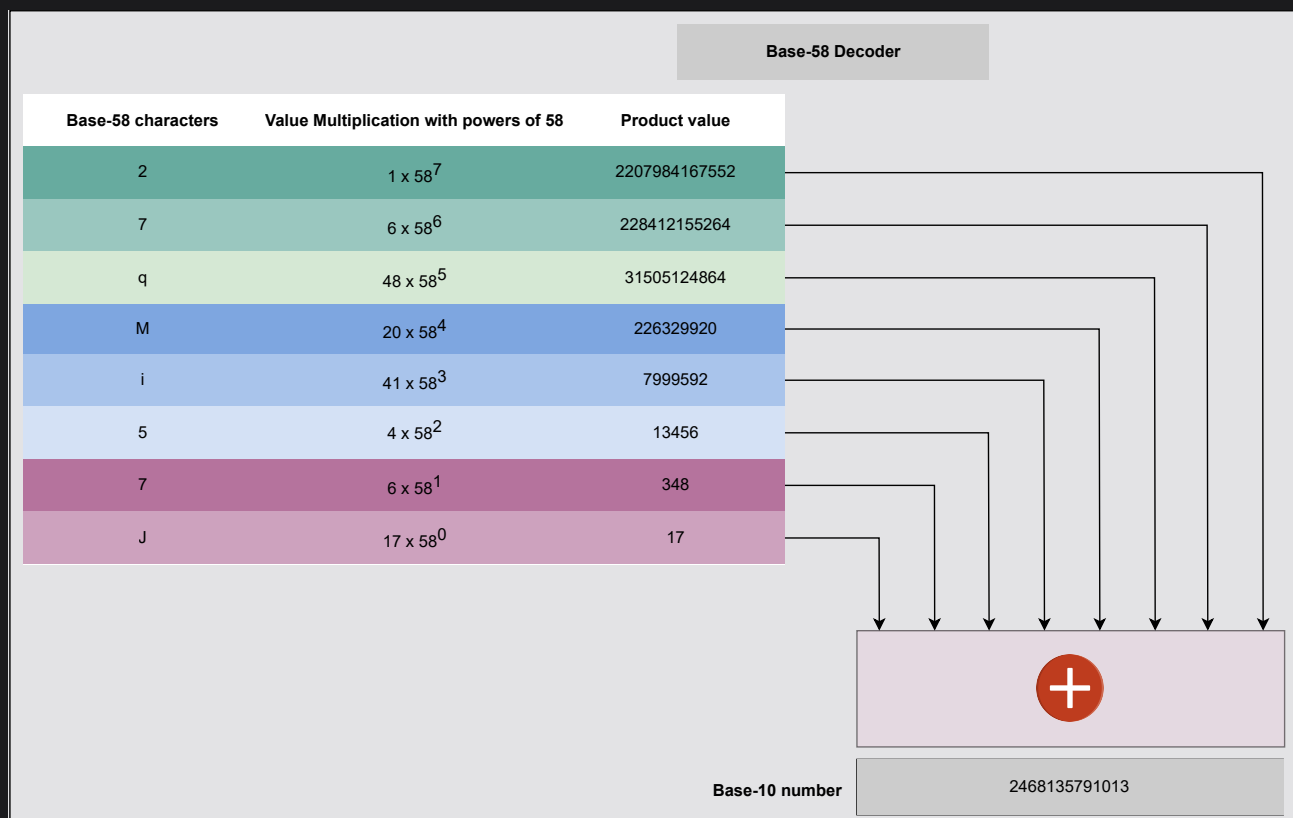 Base-58 Decoder
Base-58 characters Value Multiplication with powers of 58 Product value
2 1 x 58⁷ 2207984167552
7 6 x 58⁶ 228412155264
q 48 x 58⁵ 31505124864
M 20 x 58⁴ 226329920
i 41 x 58³ 7999592
5 4 x 58² 13456
7 6 x 58¹ 348
J 17 x 58⁰ 17
Base-10 number 2468135791013